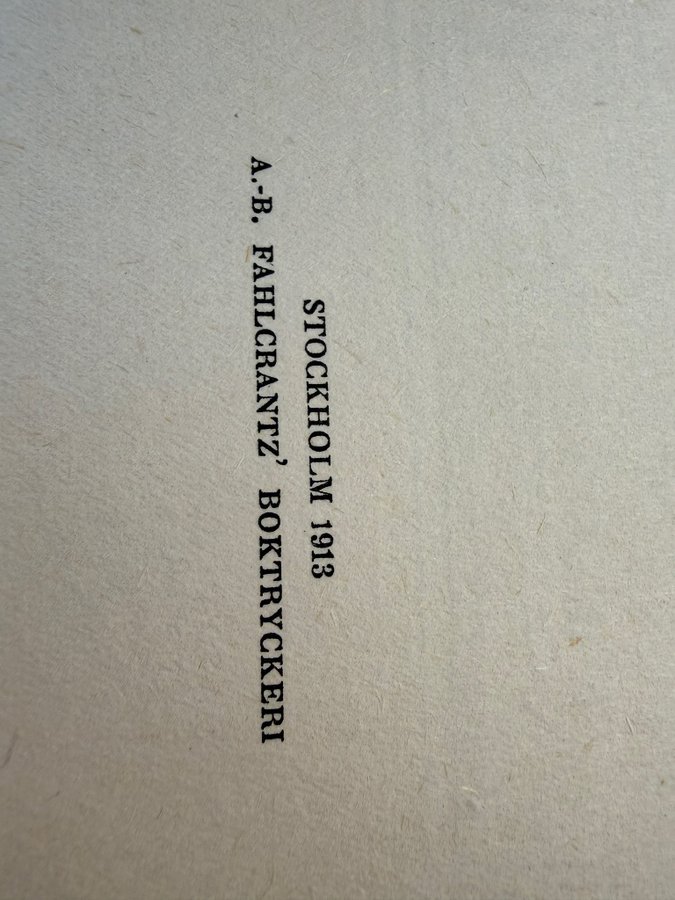 STOCKHOLM 1913
A.-B. FAHLCRANTZ' BOKTRYCKERI